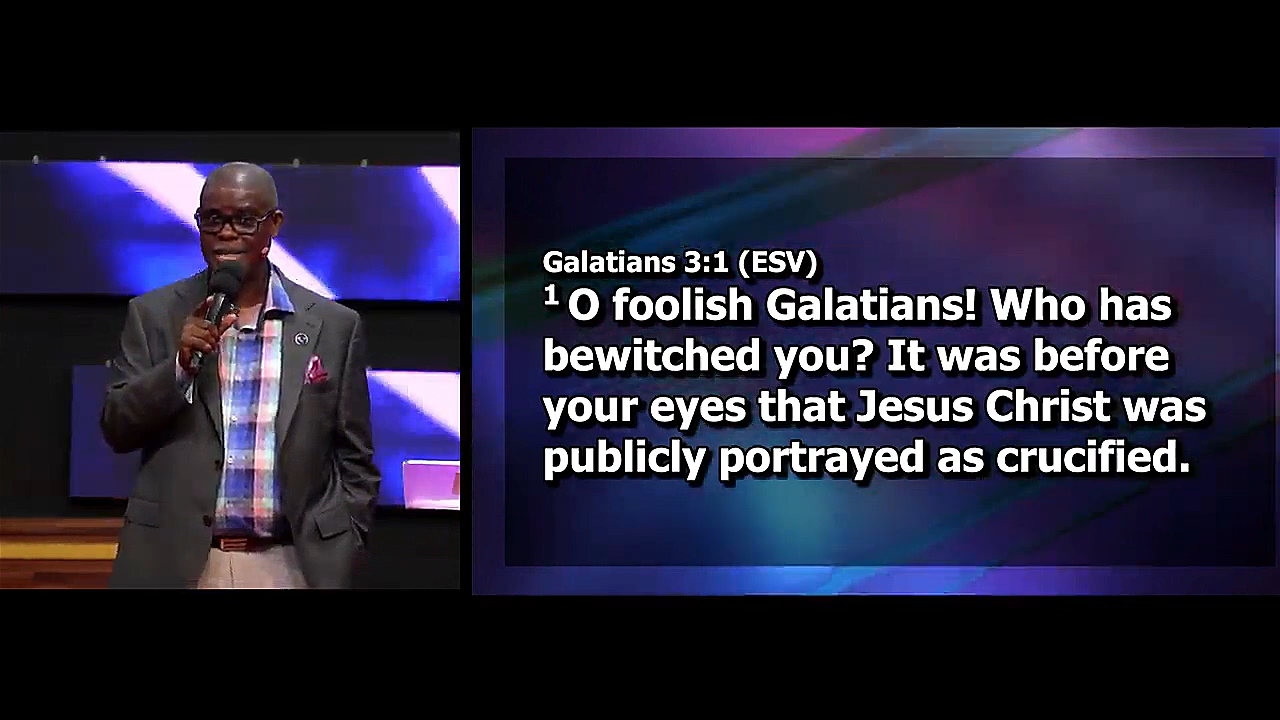 Galatians 3:1 (ESV)
1 O foolish Galatians! Who has
bewitched you? It was before
your eyes that Jesus Christ was
publicly portrayed as crucified.